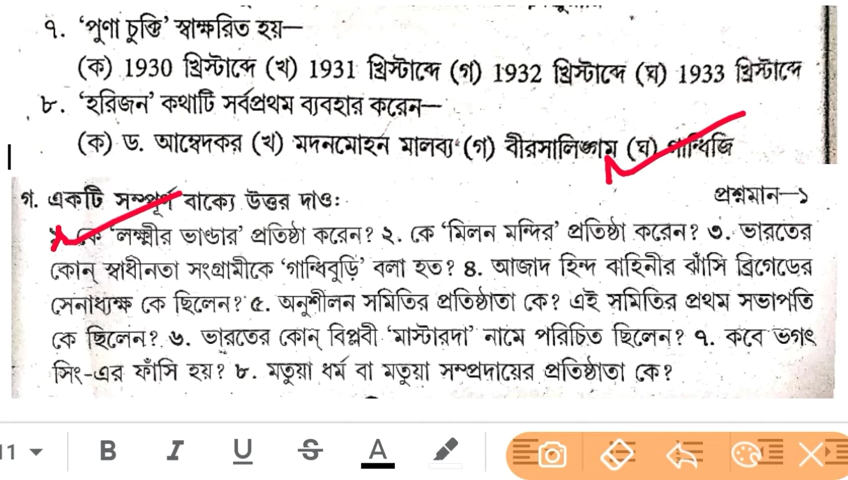 ৭. ‘পুণা চুক্তি’ স্বাক্ষরিত হয়—
(ক) 1930 খ্রিস্টাব্দে (খ) 1931 খ্রিস্টাব্দে (গ) 1932 খ্রিস্টাব্দে (ঘ) 1933 খ্রিস্টাব্দে
৮. ‘হরিজন’ কথাটি সর্বপ্রথম ব্যবহার করেন—
(ক) ড. আম্বেদকর (খ) মদনমোহন মালব্য (গ) বীরসালিঙ্গম (ঘ) গান্ধিজি
গ. একটি সম্পূর্ণ বাক্যে উত্তর দাও: প্রশ্নমান—১
১. কে ‘লক্ষ্মীর ভাণ্ডার’ প্রতিষ্ঠা করেন? ২. কে ‘মিলন মন্দির’ প্রতিষ্ঠা করেন? ৩. ভারতের
কোন্ স্বাধীনতা সংগ্রামীকে ‘গান্ধিবুড়ি’ বলা হত? ৪. আজাদ হিন্দ বাহিনীর ঝাঁসি ব্রিগেডের
সেনাধ্যক্ষ কে ছিলেন? ৫. অনুশীলন সমিতির প্রতিষ্ঠাতা কে? এই সমিতির প্রথম সভাপতি
কে ছিলেন? ৬. ভারতের কোন্ বিপ্লবী ‘মাস্টারদা’ নামে পরিচিত ছিলেন? ৭. কবে ভগৎ
সিং-এর ফাঁসি হয়? ৮. মতুয়া ধর্ম বা মতুয়া সম্প্রদায়ের প্রতিষ্ঠাতা কে?
11 B I U S A